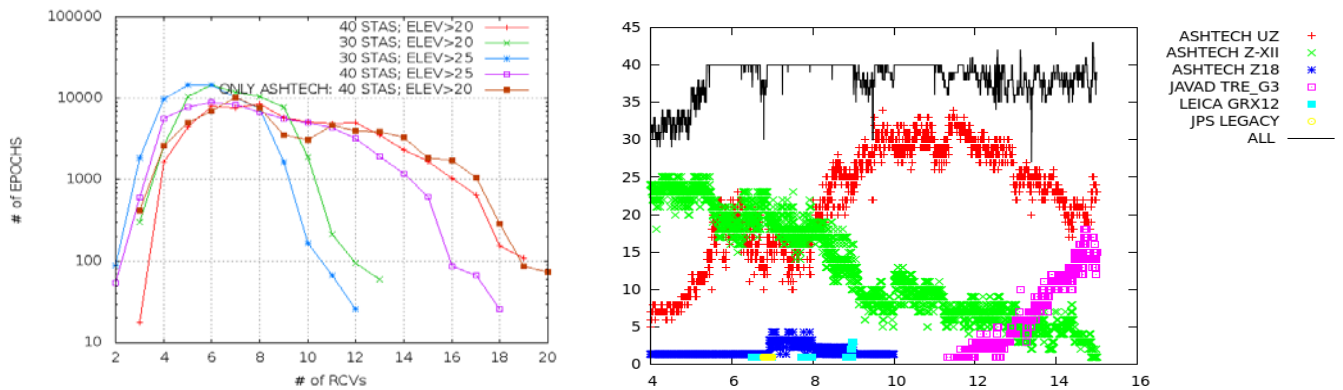 100000
10000
1000
100
10
# of EPOCHS
40 STAS; ELEV>20
30 STAS; ELEV>20
30 STAS; ELEV>25
40 STAS; ELEV>25
ONLY ASHTECH: 40 STAS; ELEV>20
2 4 6 8 10 12 14 16 18 20
# of RCVs
45
40
35
30
25
20
15
10
5
0
4 6 8 10 12 14 16
ASHTECH UZ
ASHTECH Z-XII
ASHTECH Z18
JAVAD TRE_G3
LEICA GRX12
JPS LEGACY
ALL